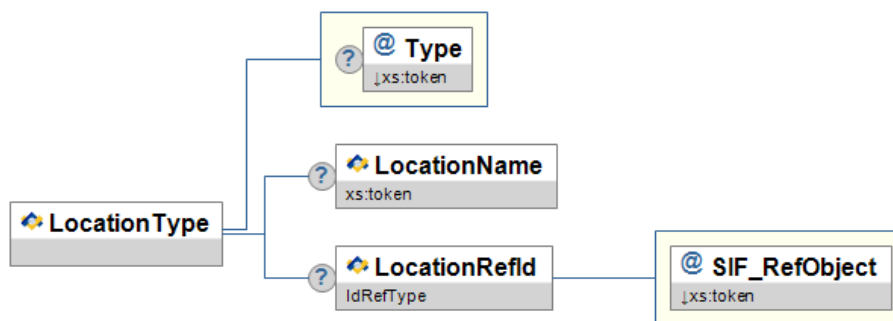 @ Type
? ↓xs:token
LocationName
? xs:token
LocationType
LocationRefId
? IdRefType
@ SIF_RefObject
↓xs:token